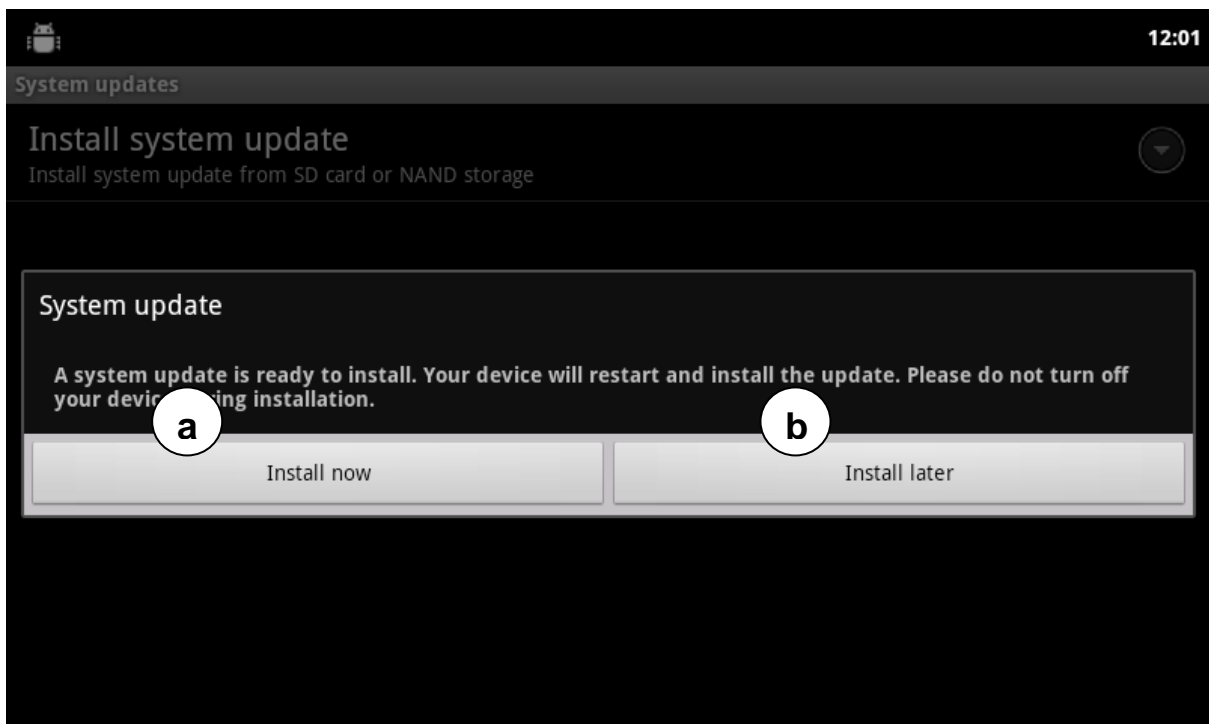 12:01
System updates
Install system update
Install system update from SD card or NAND storage
System update
A system update is ready to install. Your device will restart and install the update. Please do not turn off
your device during installation.
a
b
Install now
Install later